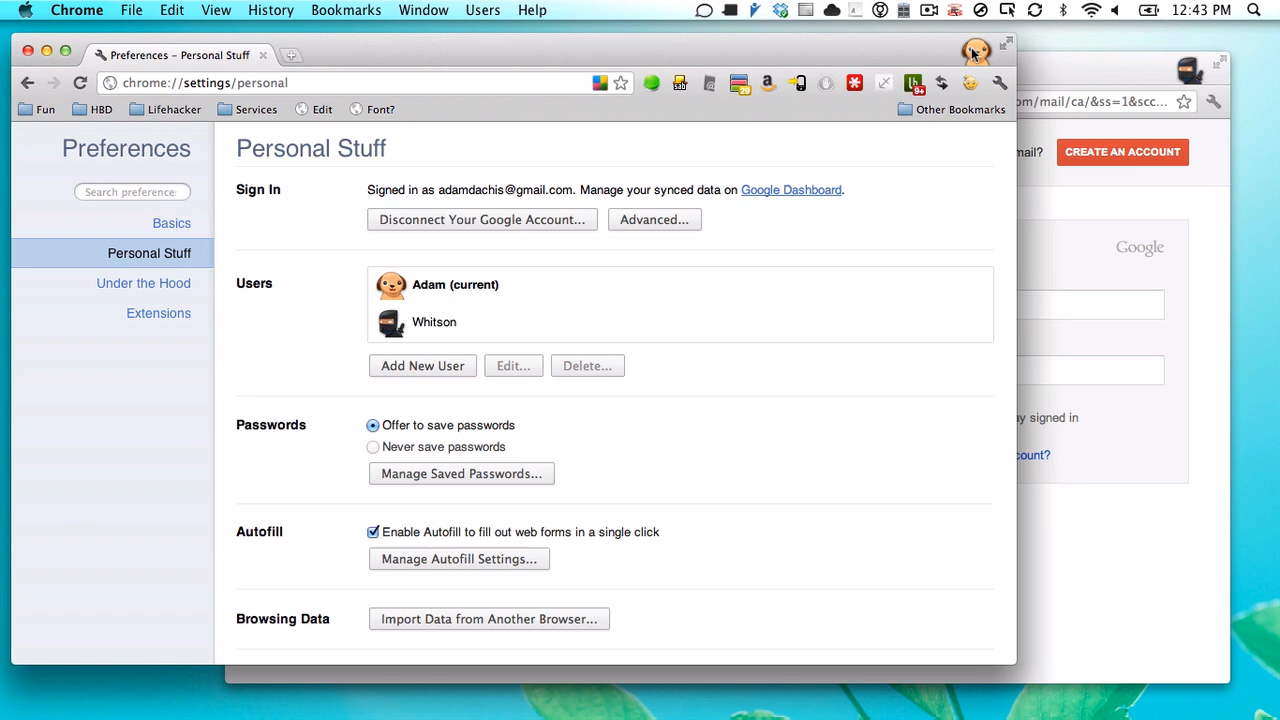 Chrome File Edit View History Bookmarks Window Users Help 12:43 PM
Preferences – Personal Stuff
chrome://settings/personal
29
9+
om/mail/ca/&ss=1&scc...
Fun HBD Lifehacker Services Edit Font? Other Bookmarks
Preferences
Search preference
Basics
Personal Stuff
Under the Hood
Extensions
Personal Stuff
Sign In
Signed in as adamdachis@gmail.com. Manage your synced data on Google Dashboard.
Disconnect Your Google Account... Advanced...
Users
Adam (current)
Whitson
Add New User Edit... Delete...
Passwords
Offer to save passwords
Never save passwords
Manage Saved Passwords...
Autofill
Enable Autofill to fill out web forms in a single click
Manage Autofill Settings...
Browsing Data
Import Data from Another Browser...
mail? CREATE AN ACCOUNT
Google
ay signed in
count?